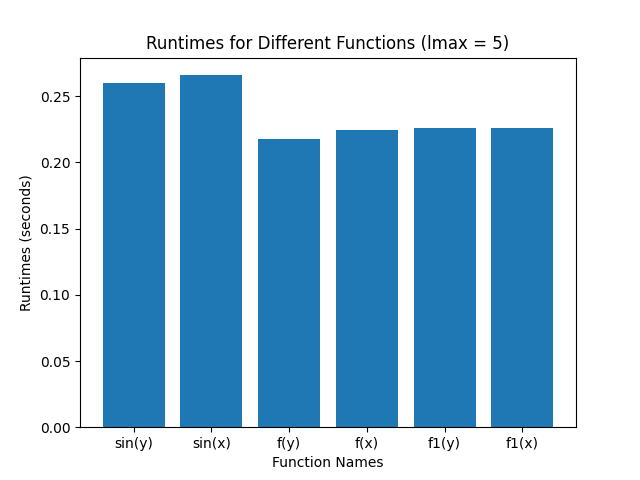 Runtimes for Different Functions (lmax = 5)
Runtimes (seconds)
0.25
0.20
0.15
0.10
0.05
0.00
sin(y) sin(x) f(y) f(x) f1(y) f1(x)
Function Names